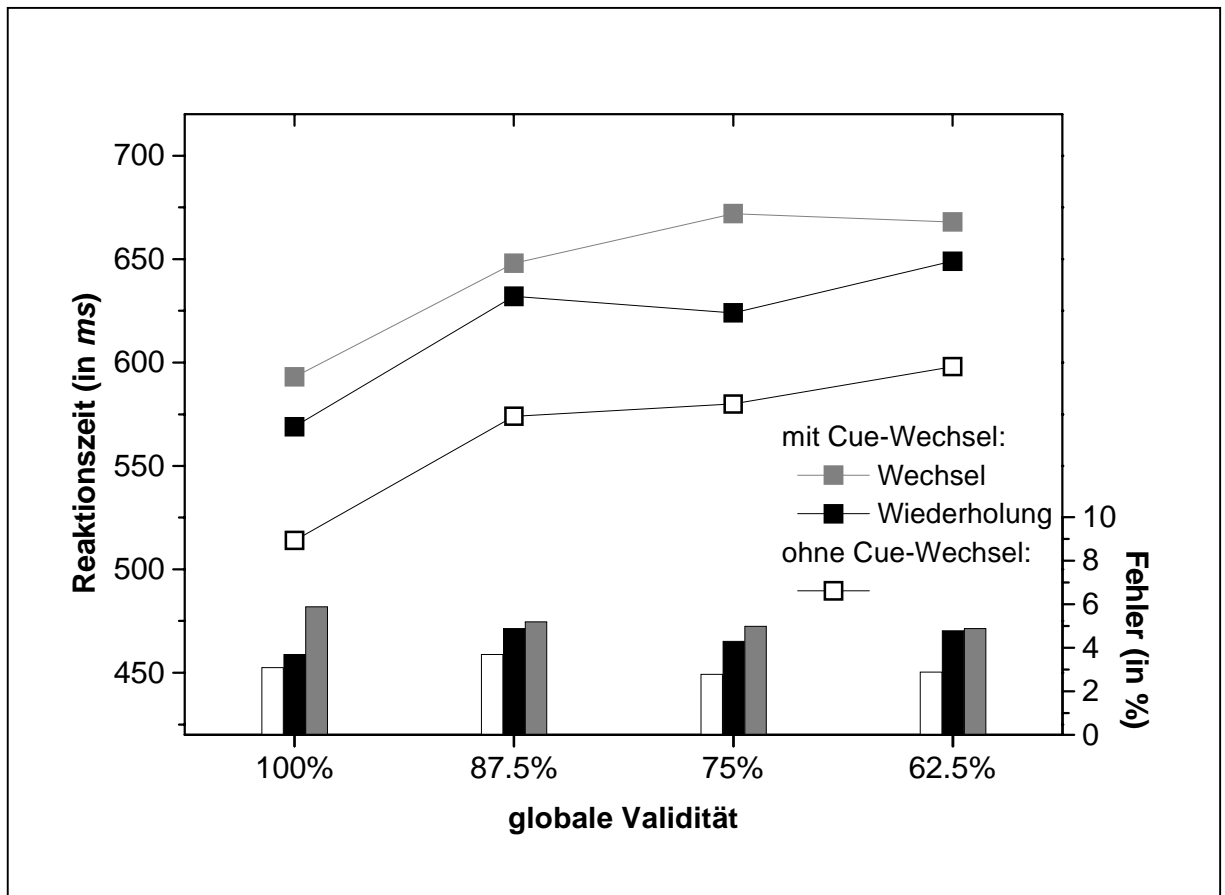 700
650
600
550
500
450
Reaktionszeit (in ms)
mit Cue-Wechsel:
Wechsel
Wiederholung
ohne Cue-Wechsel:
10
8
6
4
2
0
Fehler (in %)
100%
87.5%
75%
62.5%
globale Validität